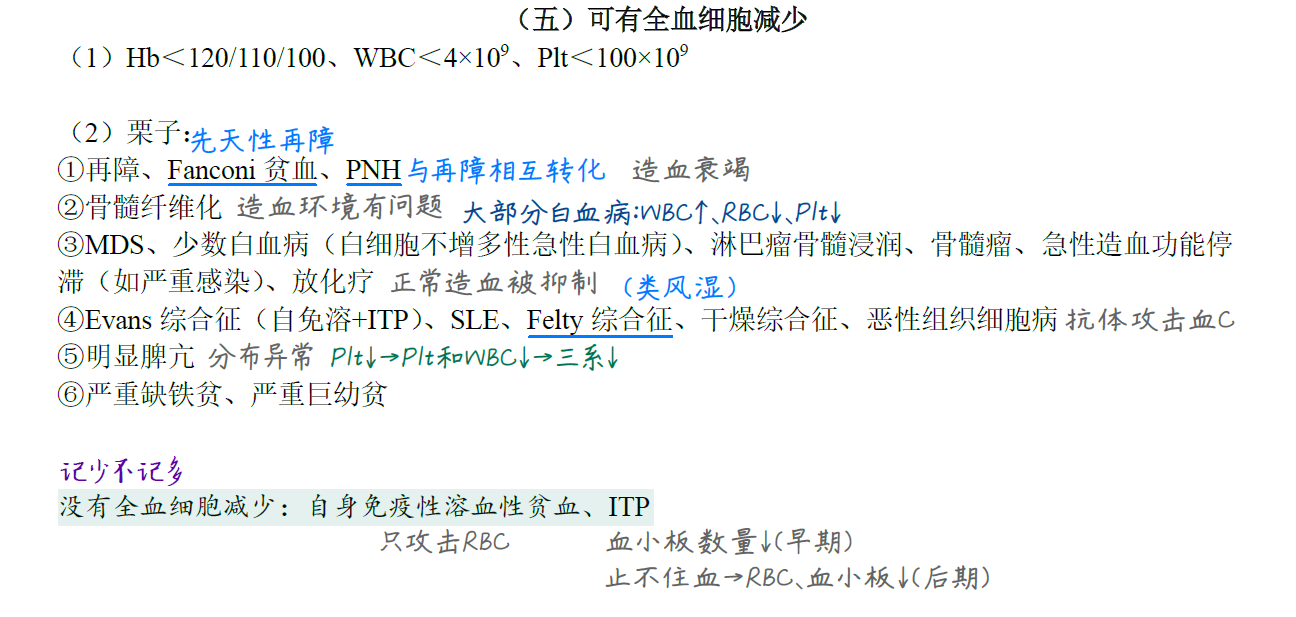 （五）可有全血细胞减少
（1）Hb＜120/110/100、WBC＜4×10⁹、Plt＜100×10⁹
（2）栗子：先天性再障
①再障、Fanconi 贫血、PNH 与再障相互转化 造血衰竭
②骨髓纤维化 造血环境有问题 大部分白血病：WBC↑、RBC↓、Plt↓
③MDS、少数白血病（白细胞不增多性急性白血病）、淋巴瘤骨髓浸润、骨髓瘤、急性造血功能停
滞（如严重感染）、放化疗 正常造血被抑制 （类风湿）
④Evans 综合征（自免溶+ITP）、SLE、Felty 综合征、干燥综合征、恶性组织细胞病 抗体攻击血C
⑤明显脾亢 分布异常 Plt↓→Plt和WBC↓→三系↓
⑥严重缺铁贫、严重巨幼贫
记少不记多
没有全血细胞减少：自身免疫性溶血性贫血、ITP
只攻击RBC 血小板数量↓(早期)
止不住血→RBC、血小板↓(后期)